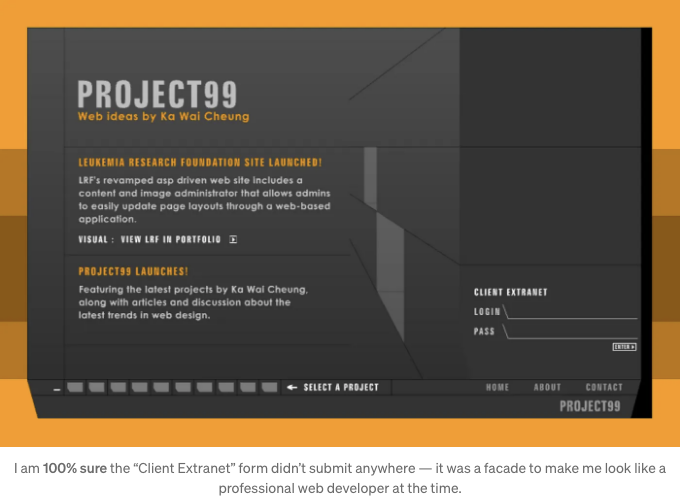 PROJECT99
Web ideas by Ka Wai Cheung
LEUKEMIA RESEARCH FOUNDATION SITE LAUNCHED!
LRF's revamped asp driven web site includes a
content and image administrator that allows admins
to easily update page layouts through a web-based
application.
VISUAL : VIEW LRF IN PORTFOLIO
PROJECT99 LAUNCHES!
Featuring the latest projects by Ka Wai Cheung,
along with articles and discussion about the
latest trends in web design.
CLIENT EXTRANET
LOGIN
PASS
ENTER
SELECT A PROJECT
HOME ABOUT CONTACT
PROJECT99
I am 100% sure the “Client Extranet” form didn’t submit anywhere — it was a facade to make me look like a
professional web developer at the time.